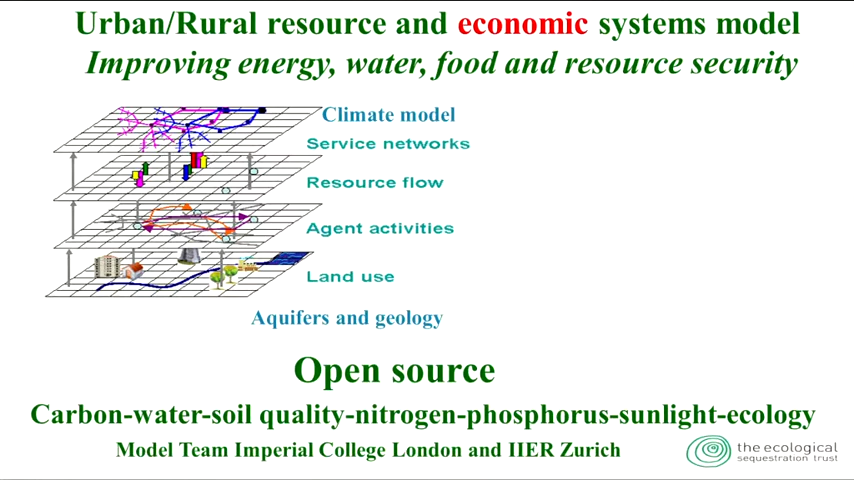 Urban/Rural resource and economic systems model
Improving energy, water, food and resource security
Climate model
Service networks
Resource flow
Agent activities
Land use
Aquifers and geology
Open source
Carbon-water-soil quality-nitrogen-phosphorus-sunlight-ecology
Model Team Imperial College London and IIER Zurich
the ecological
sequestration trust